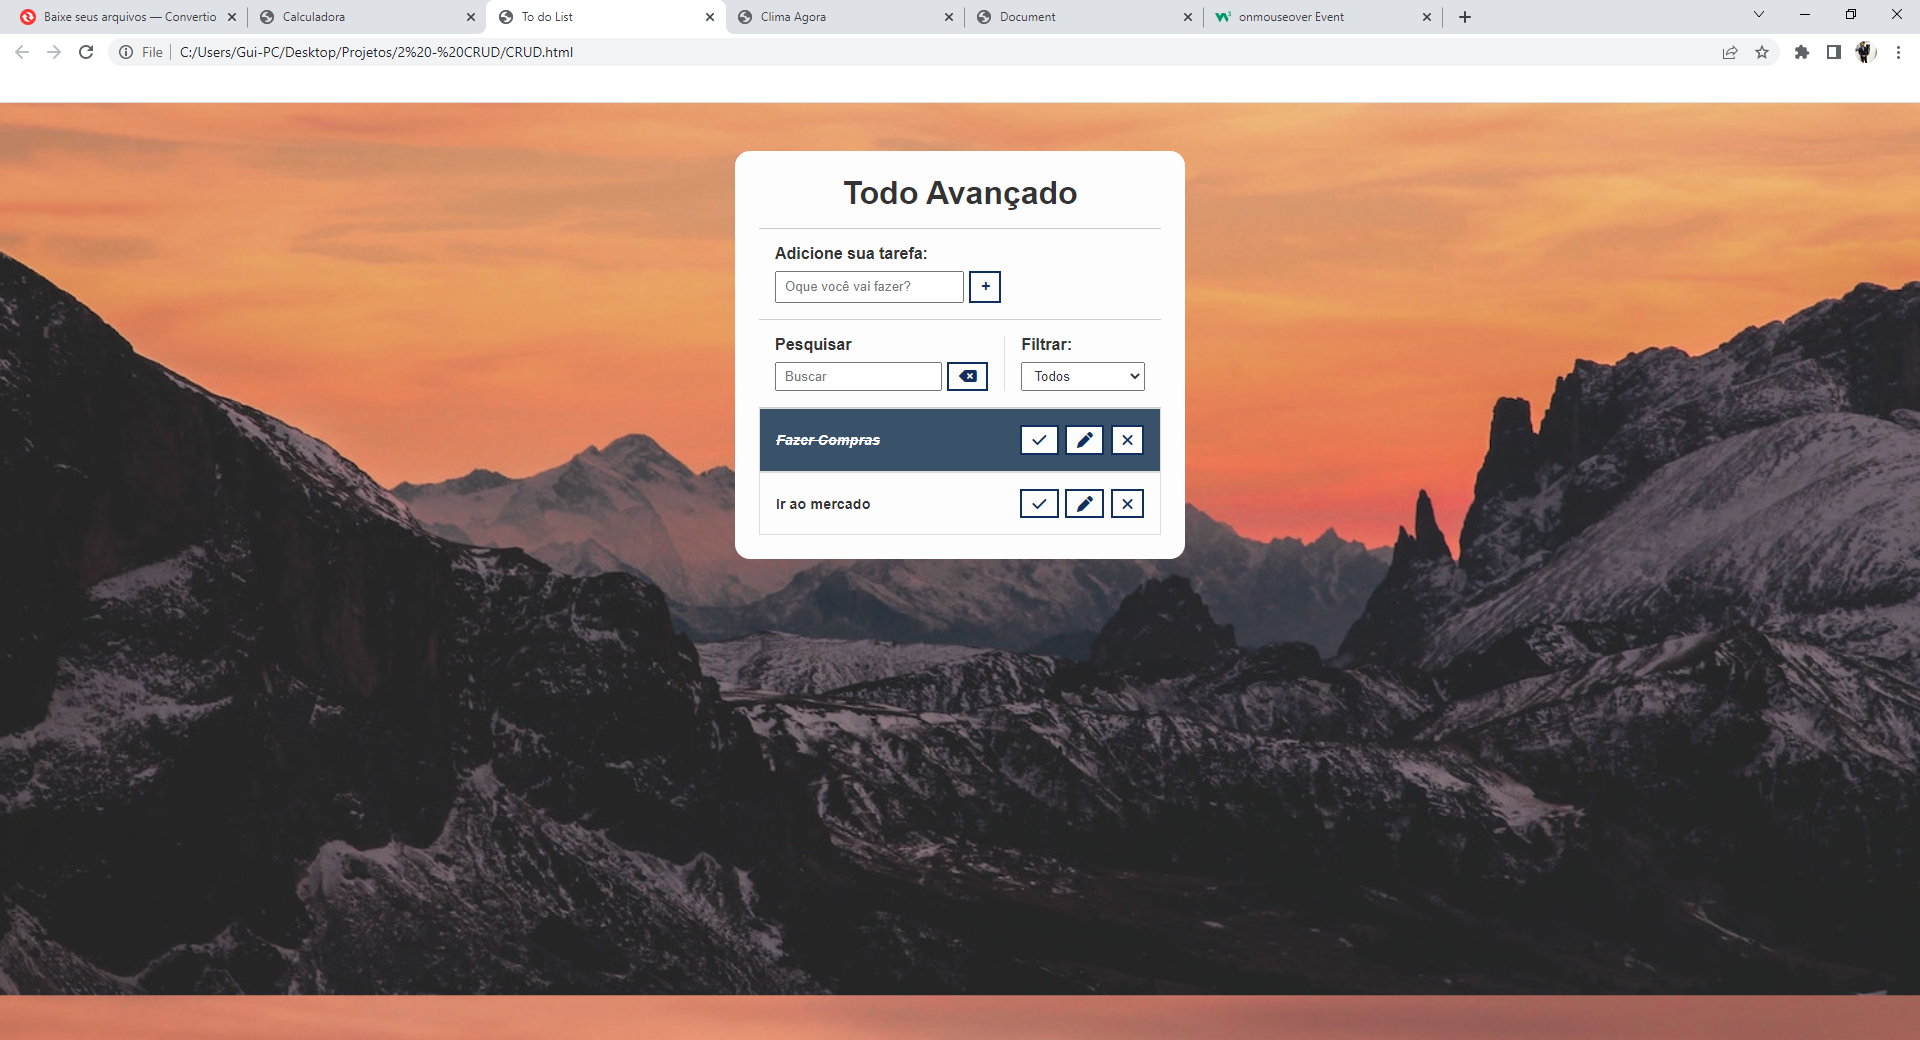 Baixe seus arquivos — Convertio
Calculadora
To do List
Clima Agora
Document
onmouseover Event
File
C:/Users/Gui-PC/Desktop/Projetos/2%20-%20CRUD/CRUD.html
Todo Avançado
Adicione sua tarefa:
Oque você vai fazer?
+
Pesquisar
Filtrar:
Buscar
Todos
Fazer Compras
Ir ao mercado